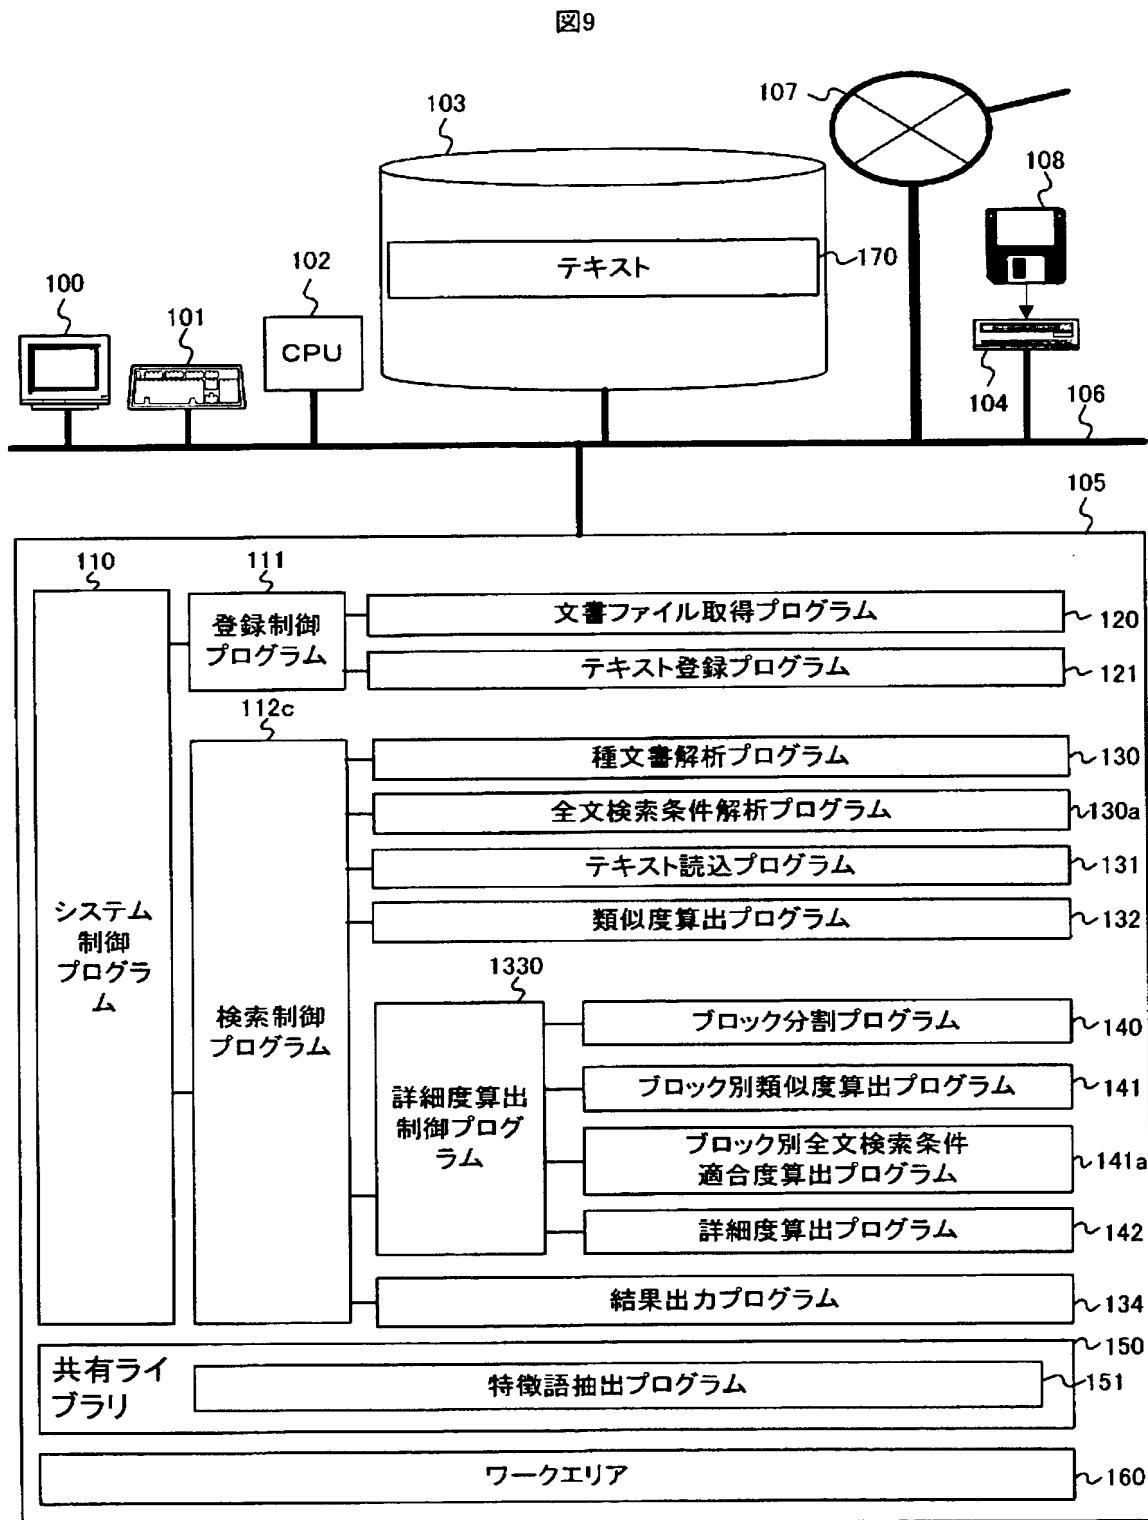 図9
107
103
108
テキスト
170
102
100
101
CPU
104
106
105
110
111
登録制御
プログラム
文書ファイル取得プログラム
120
テキスト登録プログラム
121
112c
種文書解析プログラム
130
全文検索条件解析プログラム
130a
テキスト読込プログラム
131
類似度算出プログラム
132
システム
制御
プログラ
ム
検索制御
プログラム
1330
詳細度算出
制御プログ
ラム
ブロック分割プログラム
140
ブロック別類似度算出プログラム
141
ブロック別全文検索条件
適合度算出プログラム
141a
詳細度算出プログラム
142
結果出力プログラム
134
150
共有ライ
ブラリ
特徴語抽出プログラム
151
ワークエリア
160